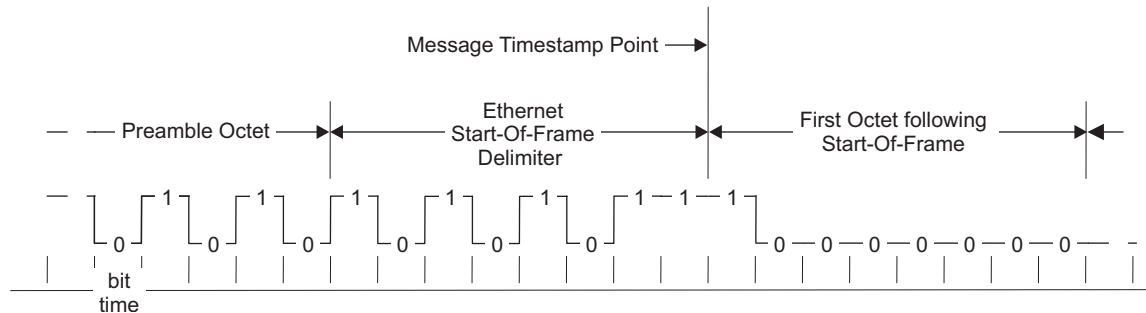 Message Timestamp Point
Preamble Octet
Ethernet
Start-Of-Frame
Delimiter
First Octet following
Start-Of-Frame
1 1 1 1 1 1 1 1
0 0 0 0 0 0 0 0 0 0 0 0 0
bit
time